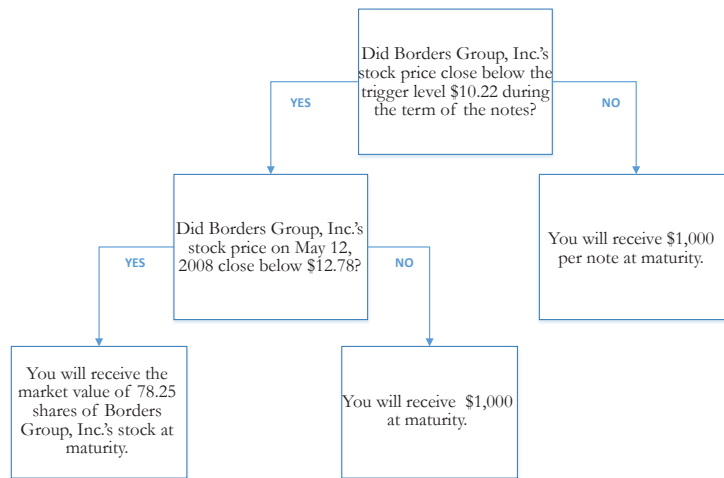 Did Borders Group, Inc.'s
stock price close below the
trigger level $10.22 during
the term of the notes?
YES
NO
Did Borders Group, Inc.'s
stock price on May 12,
2008 close below $12.78?
You will receive $1,000
per note at maturity.
YES
NO
You will receive the
market value of 78.25
shares of Borders
Group, Inc.'s stock at
maturity.
You will receive $1,000
at maturity.